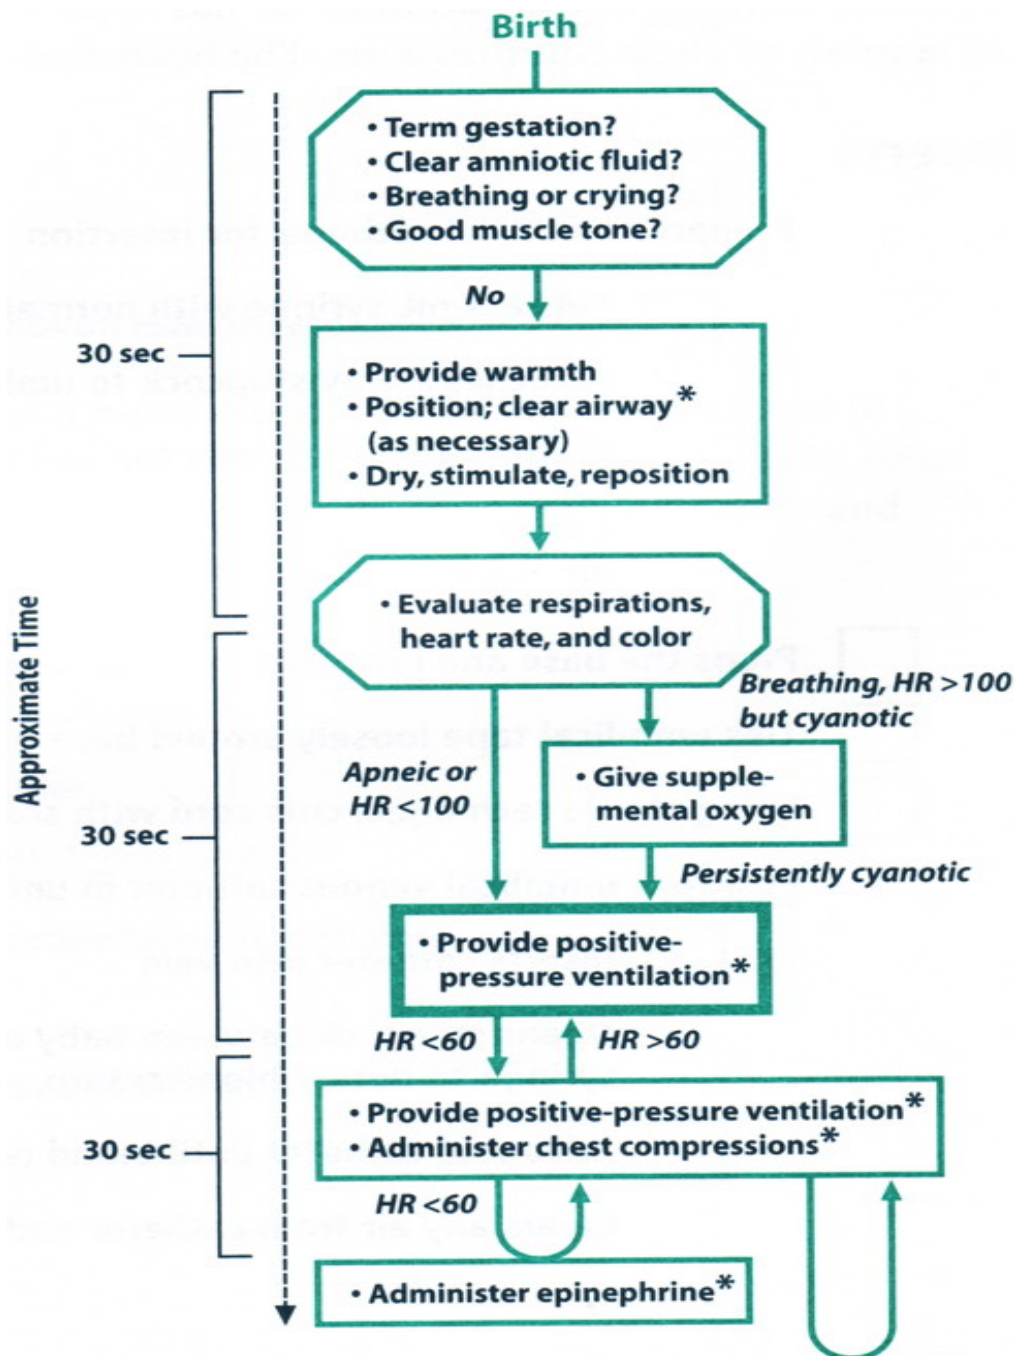 Birth
• Term gestation?
• Clear amniotic fluid?
• Breathing or crying?
• Good muscle tone?
No
30 sec
• Provide warmth
• Position; clear airway*
(as necessary)
• Dry, stimulate, reposition
• Evaluate respirations,
heart rate, and color
Approximate Time
Breathing, HR >100
but cyanotic
Apneic or
HR <100
• Give supple-
mental oxygen
30 sec
Persistently cyanotic
• Provide positive-
pressure ventilation*
HR <60
HR >60
30 sec
• Provide positive-pressure ventilation*
• Administer chest compressions*
HR <60
• Administer epinephrine*